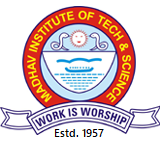 MADHAV INSTITUTE OF TECH & SCIENCE
WORK IS WORSHIP
Estd. 1957